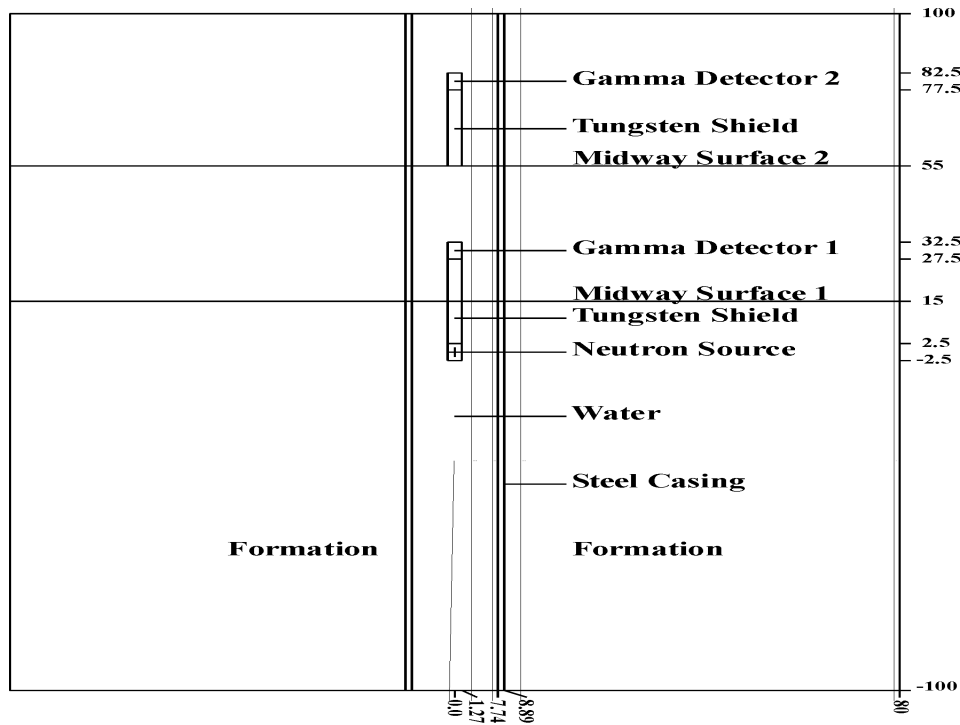 100
82.5
Gamma Detector 2
77.5
Tungsten Shield
Midway Surface 2
55
32.5
Gamma Detector 1
27.5
Midway Surface 1
15
Tungsten Shield
2.5
Neutron Source
-2.5
Water
Steel Casing
Formation
Formation
-100
0.0
1.27
7.74
8.89
80